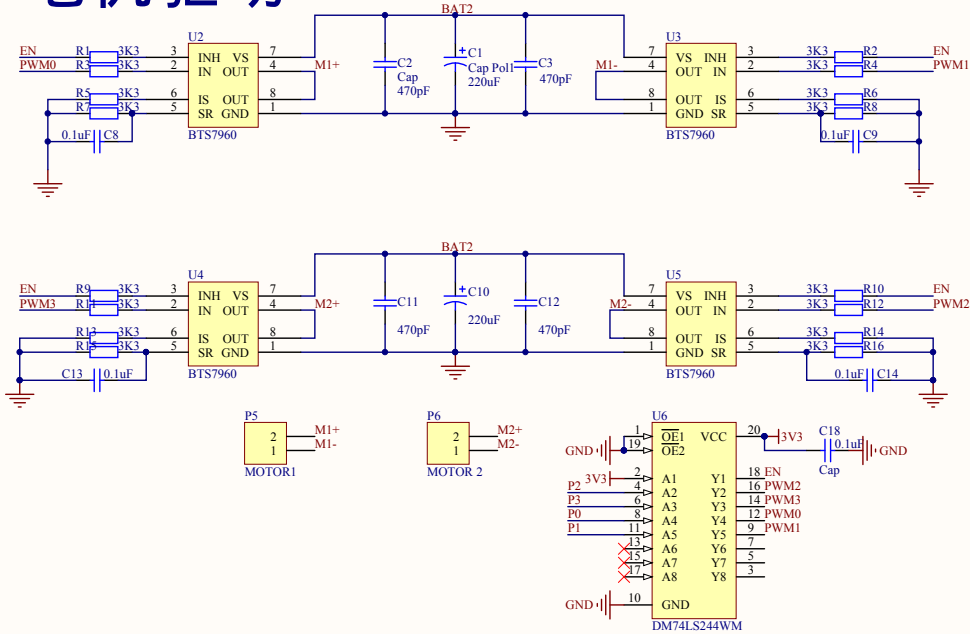 BAT2
U2
EN R1 3K3 3 INH VS 7
PWM0 R3 3K3 2 IN OUT 4 M1+
R5 3K3 6 IS OUT 8
R7 3K3 5 SR GND 1
0.1uF C8
BTS7960
C2
Cap
470pF
C1
Cap Pol1
220uF
C3
470pF
U3
7 VS INH 3 3K3 R2 EN
M1- 4 OUT IN 2 3K3 R4 PWM1
8 OUT IS 6 3K3 R6
1 GND SR 5 3K3 R8
0.1uF C9
BTS7960
BAT2
U4
EN R9 3K3 3 INH VS 7
PWM3 R11 3K3 2 IN OUT 4 M2+
R13 3K3 6 IS OUT 8
R15 3K3 5 SR GND 1
C13 0.1uF
BTS7960
C11
470pF
C10
220uF
C12
470pF
U5
7 VS INH 3 3K3 R10 EN
M2- 4 OUT IN 2 3K3 R12 PWM2
8 OUT IS 6 3K3 R14
1 GND SR 5 3K3 R16
0.1uF C14
BTS7960
P5
2 M1+
1 M1-
MOTOR1
P6
2 M2+
1 M2-
MOTOR 2
U6
1 OE1 VCC 20 3V3
GND 19 OE2
C18
0.1uF
Cap
GND
3V3 2 A1 Y1 18 EN
P2 4 A2 Y2 16 PWM2
P3 6 A3 Y3 14 PWM3
P0 8 A4 Y4 12 PWM0
P1 11 A5 Y5 9 PWM1
13 A6 Y6 7
15 A7 Y7 5
17 A8 Y8 3
GND 10 GND
DM74LS244WM